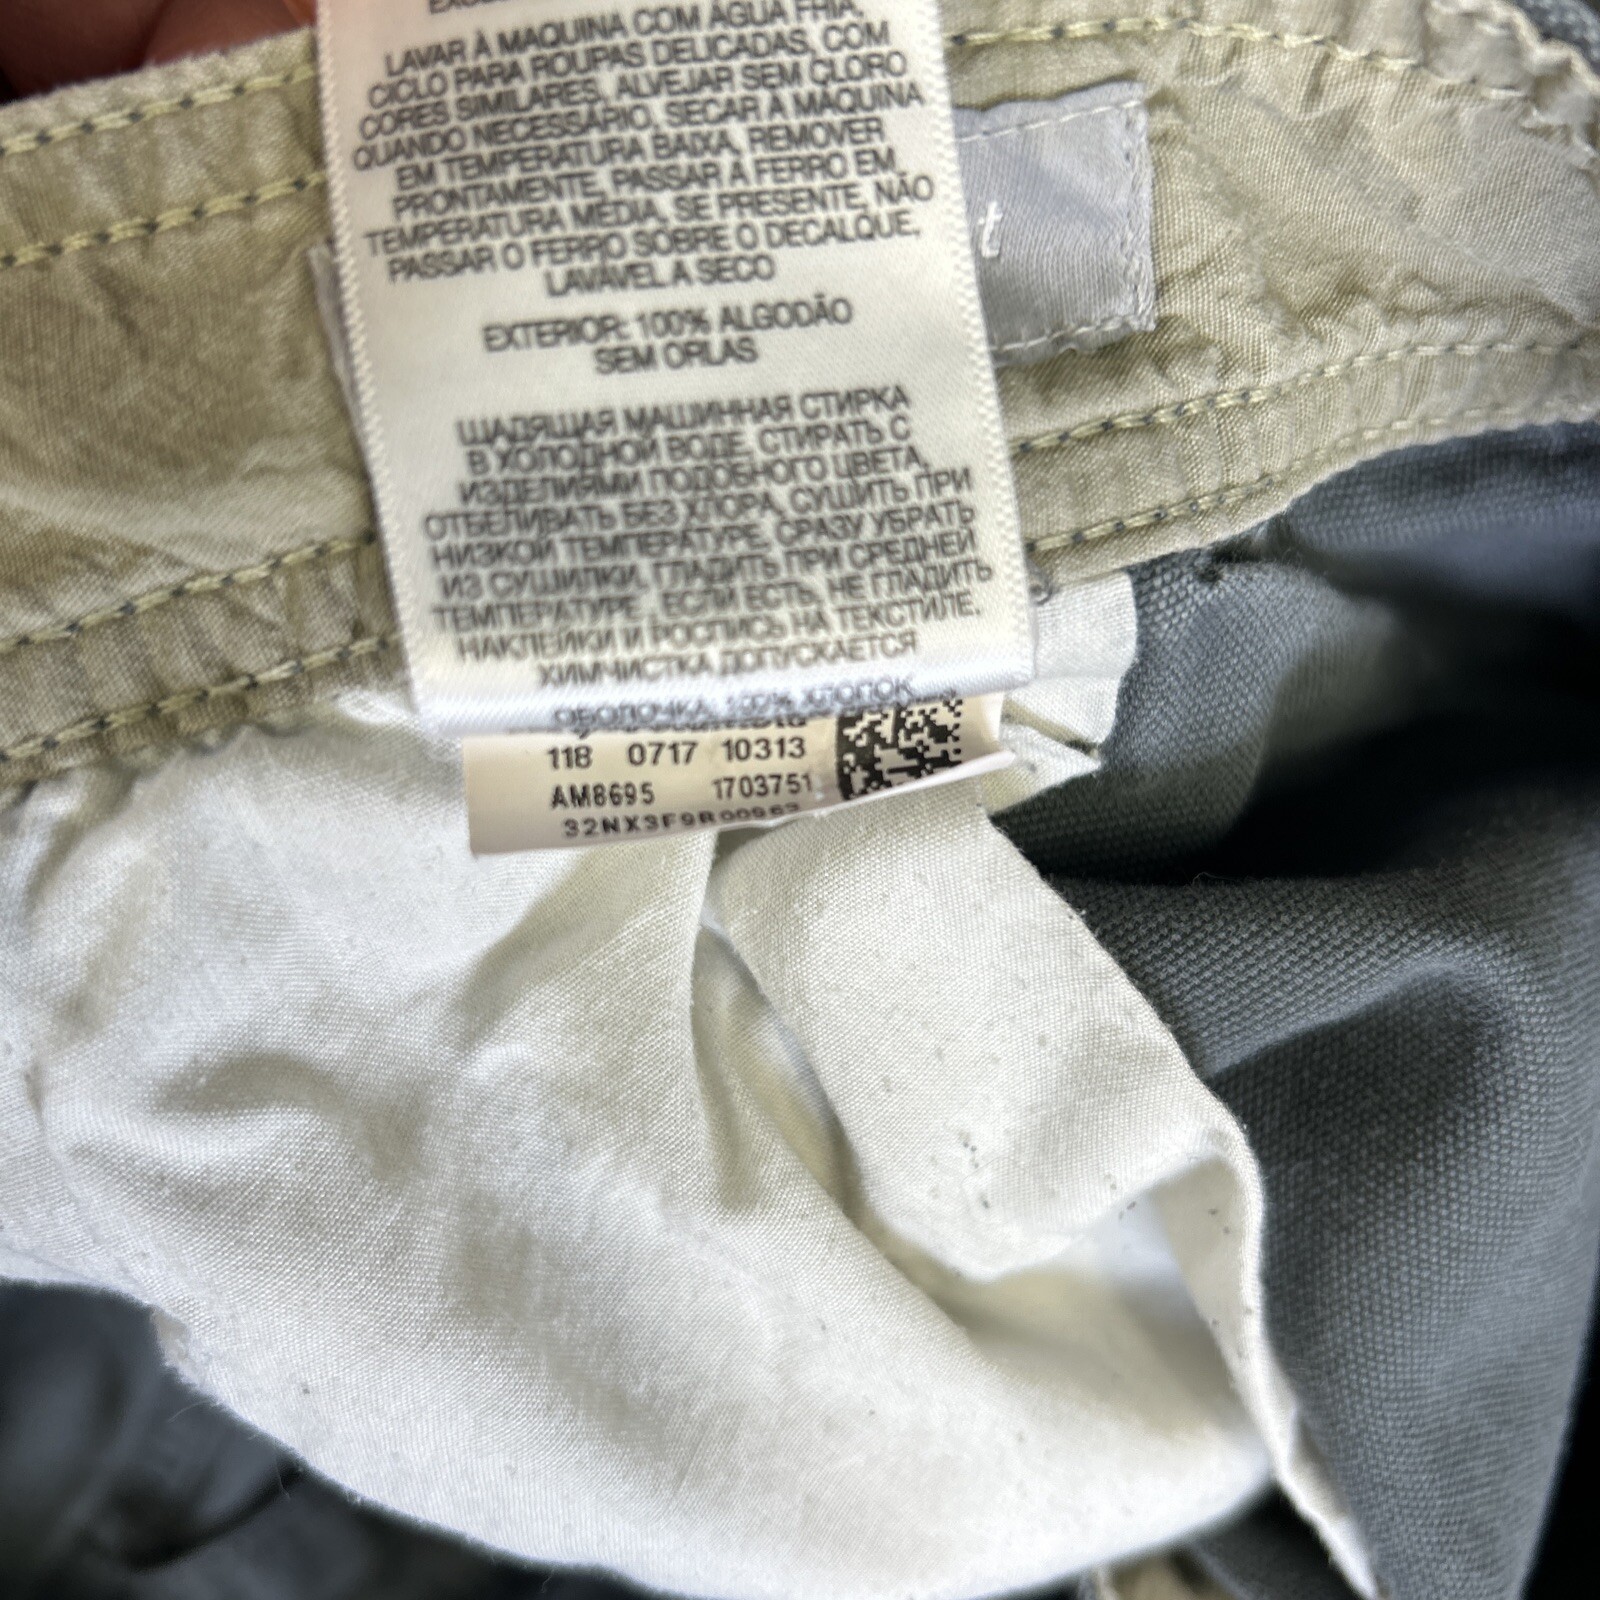 LAVAR À MAQUINA COM ÁGUA FRIA,
CICLO PARA ROUPAS DELICADAS, COM
CORES SIMILARES, ALVEJAR SEM CLORO
QUANDO NECESSÁRIO, SECAR À MAQUINA
EM TEMPERATURA BAIXA, REMOVER
PRONTAMENTE, PASSAR A FERRO EM
TEMPERATURA MÉDIA, SE PRESENTE, NÃO
PASSAR O FERRO SOBRE O DECALQUE,
LAVÁVEL A SECO
EXTERIOR: 100% ALGODÃO
SEM ORLAS
ЩАДЯЩАЯ МАШИННАЯ СТИРКА
В ХОЛОДНОЙ ВОДЕ, СТИРАТЬ С
ИЗДЕЛИЯМИ ПОДОБНОГО ЦВЕТА,
ОТБЕЛИВАТЬ БЕЗ ХЛОРА, СУШИТЬ ПРИ
НИЗКОЙ ТЕМПЕРАТУРЕ, СРАЗУ УБРАТЬ
ИЗ СУШИЛКИ, ГЛАДИТЬ ПРИ СРЕДНЕЙ
ТЕМПЕРАТУРЕ, ЕСЛИ ЕСТЬ, НЕ ГЛАДИТЬ
НАКЛЕЙКИ И РОСПИСЬ НА ТЕКСТИЛЕ.
ХИМЧИСТКА ДОПУСКАЕТСЯ
ОБОЛОЧКА, 100% ХЛОПОК
118 0717 10313
AM8695 1703751
32NX3F9R00963
t